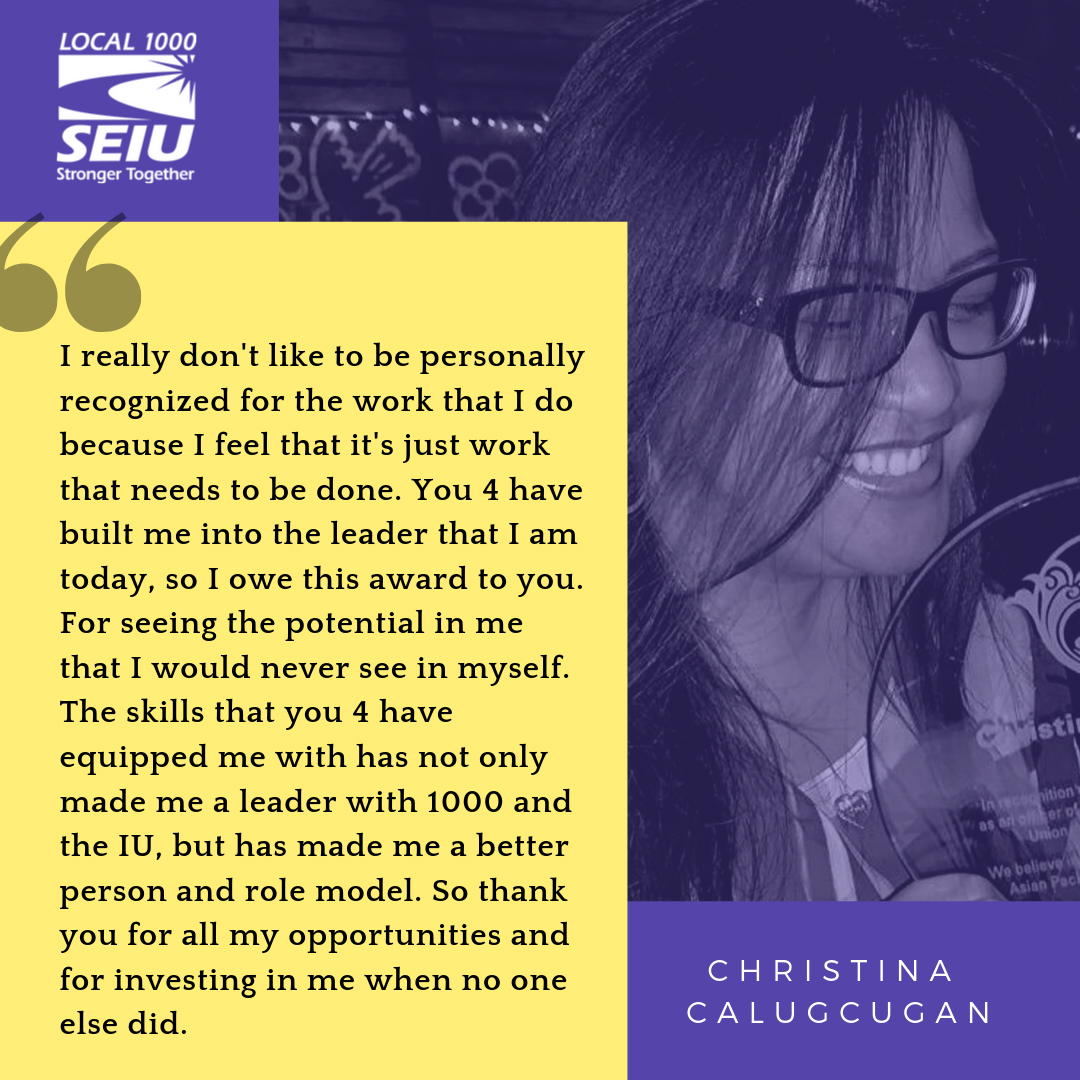 LOCAL 1000
SEIU
Stronger Together
“
I really don't like to be personally
recognized for the work that I do
because I feel that it's just work
that needs to be done. You 4 have
built me into the leader that I am
today, so I owe this award to you.
For seeing the potential in me
that I would never see in myself.
The skills that you 4 have
equipped me with has not only
made me a leader with 1000 and
the IU, but has made me a better
person and role model. So thank
you for all my opportunities and
for investing in me when no one
else did.
In recognition
as an officer of
Union
We believe
Asian
CHRISTINA
CALUGCUGAN